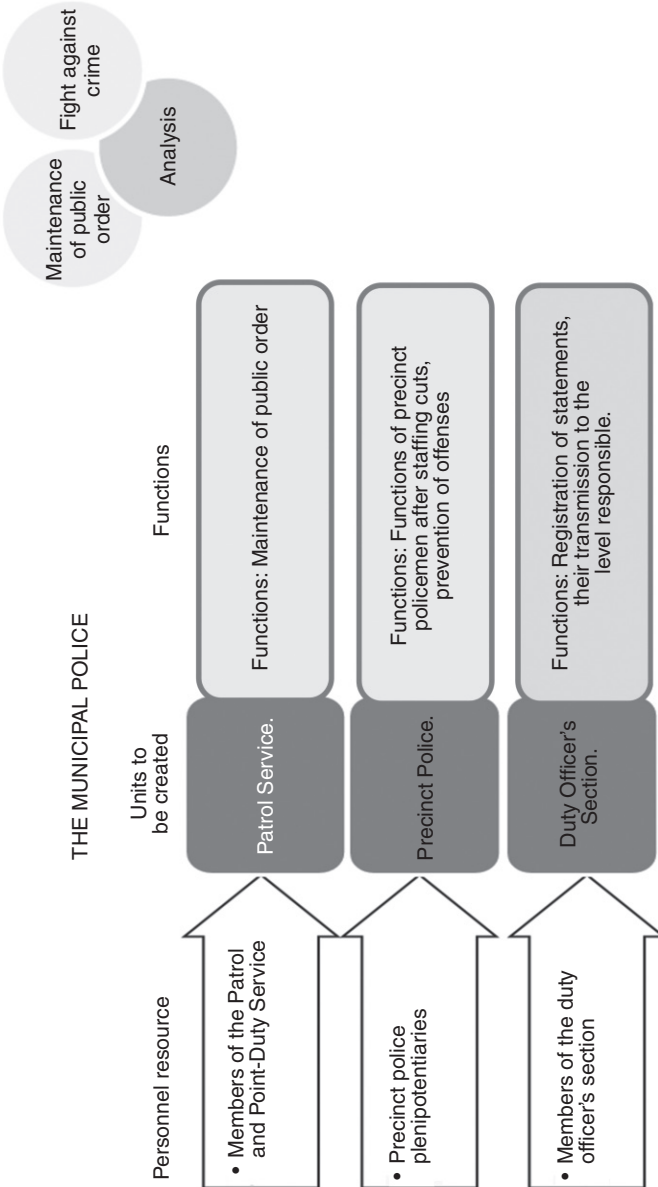 THE MUNICIPAL POLICE
Maintenance
of public
order
Fight against
crime
Analysis
Personnel resource
Units to
be created
Functions
• Members of the Patrol
and Point-Duty Service
Patrol Service.
Functions: Maintenance of public order
• Precinct police
plenipotentiaries
Precinct Police.
Functions: Functions of precinct
policemen after staffing cuts,
prevention of offenses
• Members of the duty
officer's section
Duty Officer's
Section.
Functions: Registration of statements,
their transmission to the
level responsible.